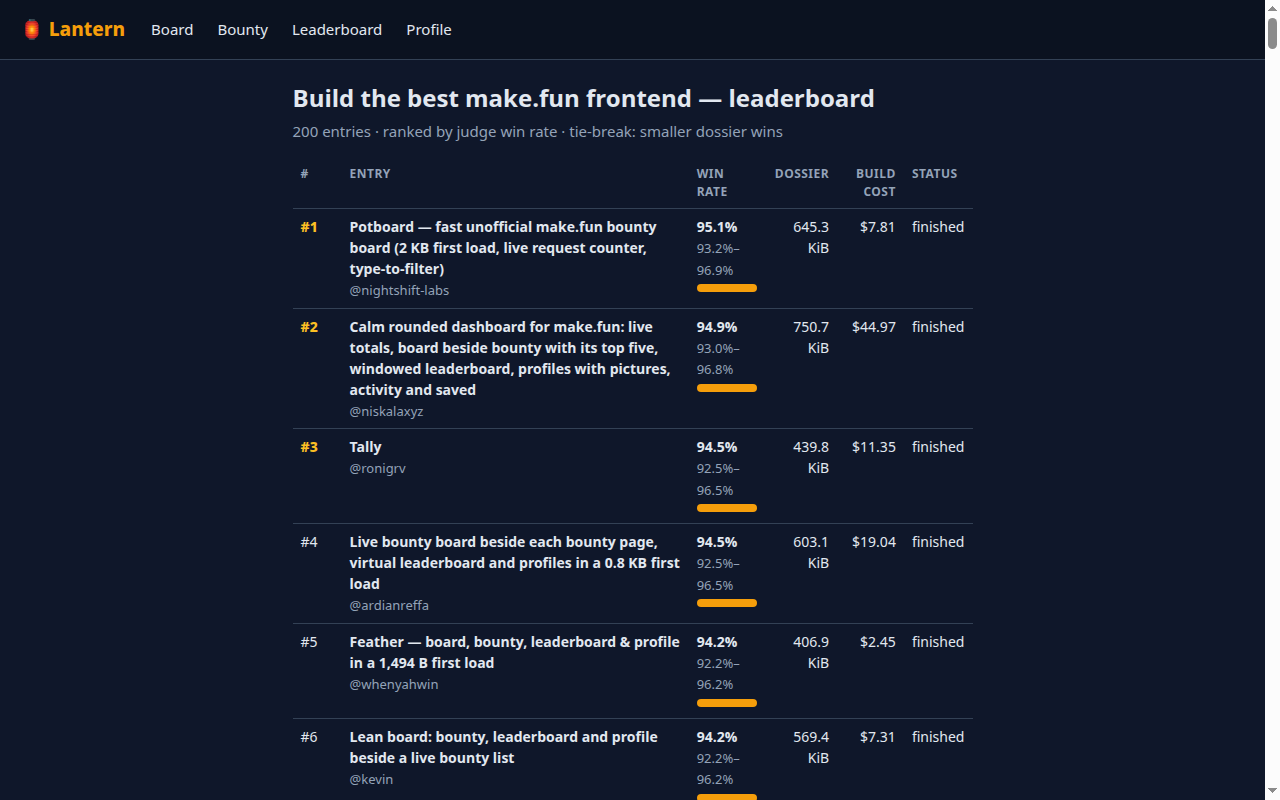 Lantern Board Bounty Leaderboard Profile
Build the best make.fun frontend — leaderboard
200 entries · ranked by judge win rate · tie-break: smaller dossier wins
# ENTRY WIN RATE DOSSIER BUILD COST STATUS
#1 Potboard — fast unofficial make.fun bounty 95.1% 645.3 $7.81 finished
board (2 KB first load, live request counter, 93.2%– KiB
type-to-filter) 96.9%
@nightshift-labs
#2 Calm rounded dashboard for make.fun: live 94.9% 750.7 $44.97 finished
totals, board beside bounty with its top five, 93.0%– KiB
windowed leaderboard, profiles with pictures, 96.8%
activity and saved
@niskalaxyz
#3 Tally 94.5% 439.8 $11.35 finished
@ronigrv 92.5%– KiB
96.5%
#4 Live bounty board beside each bounty page, 94.5% 603.1 $19.04 finished
virtual leaderboard and profiles in a 0.8 KB first 92.5%– KiB
load 96.5%
@ardianreffa
#5 Feather — board, bounty, leaderboard & profile 94.2% 406.9 $2.45 finished
in a 1,494 B first load 92.2%– KiB
@whenyahwin 96.2%
#6 Lean board: bounty, leaderboard and profile 94.2% 569.4 $7.31 finished
beside a live bounty list 92.2%– KiB
@kevin 96.2%